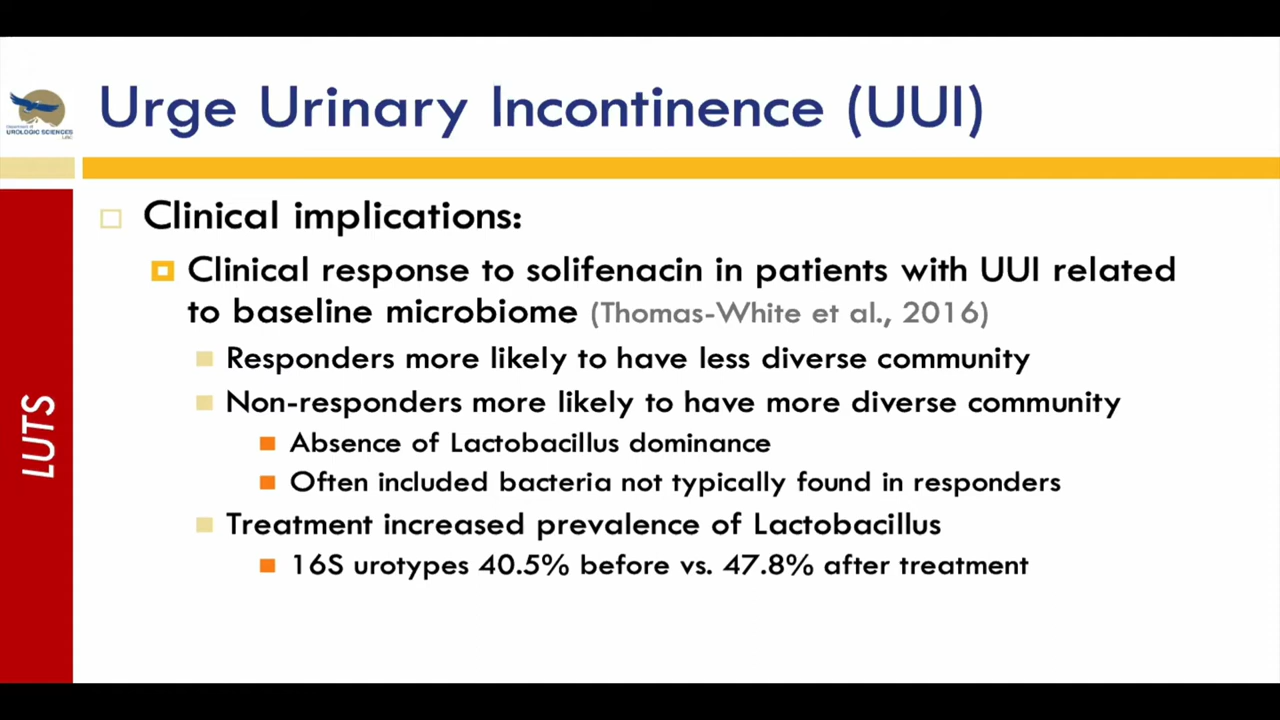 Urge Urinary Incontinence (UUI)
UROLOGIC SCIENCES
Clinical implications:
Clinical response to solifenacin in patients with UUI related
to baseline microbiome (Thomas-White et al., 2016)
Responders more likely to have less diverse community
Non-responders more likely to have more diverse community
Absence of Lactobacillus dominance
Often included bacteria not typically found in responders
Treatment increased prevalence of Lactobacillus
16S urotypes 40.5% before vs. 47.8% after treatment
LUTS